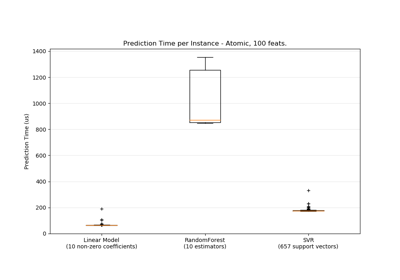 Prediction Time per Instance - Atomic, 100 feats.
1400
1200
1000
800
600
400
200
0
Prediction Time (us)
Linear Model
(10 non-zero coefficients)
RandomForest
(10 estimators)
SVR
(657 support vectors)